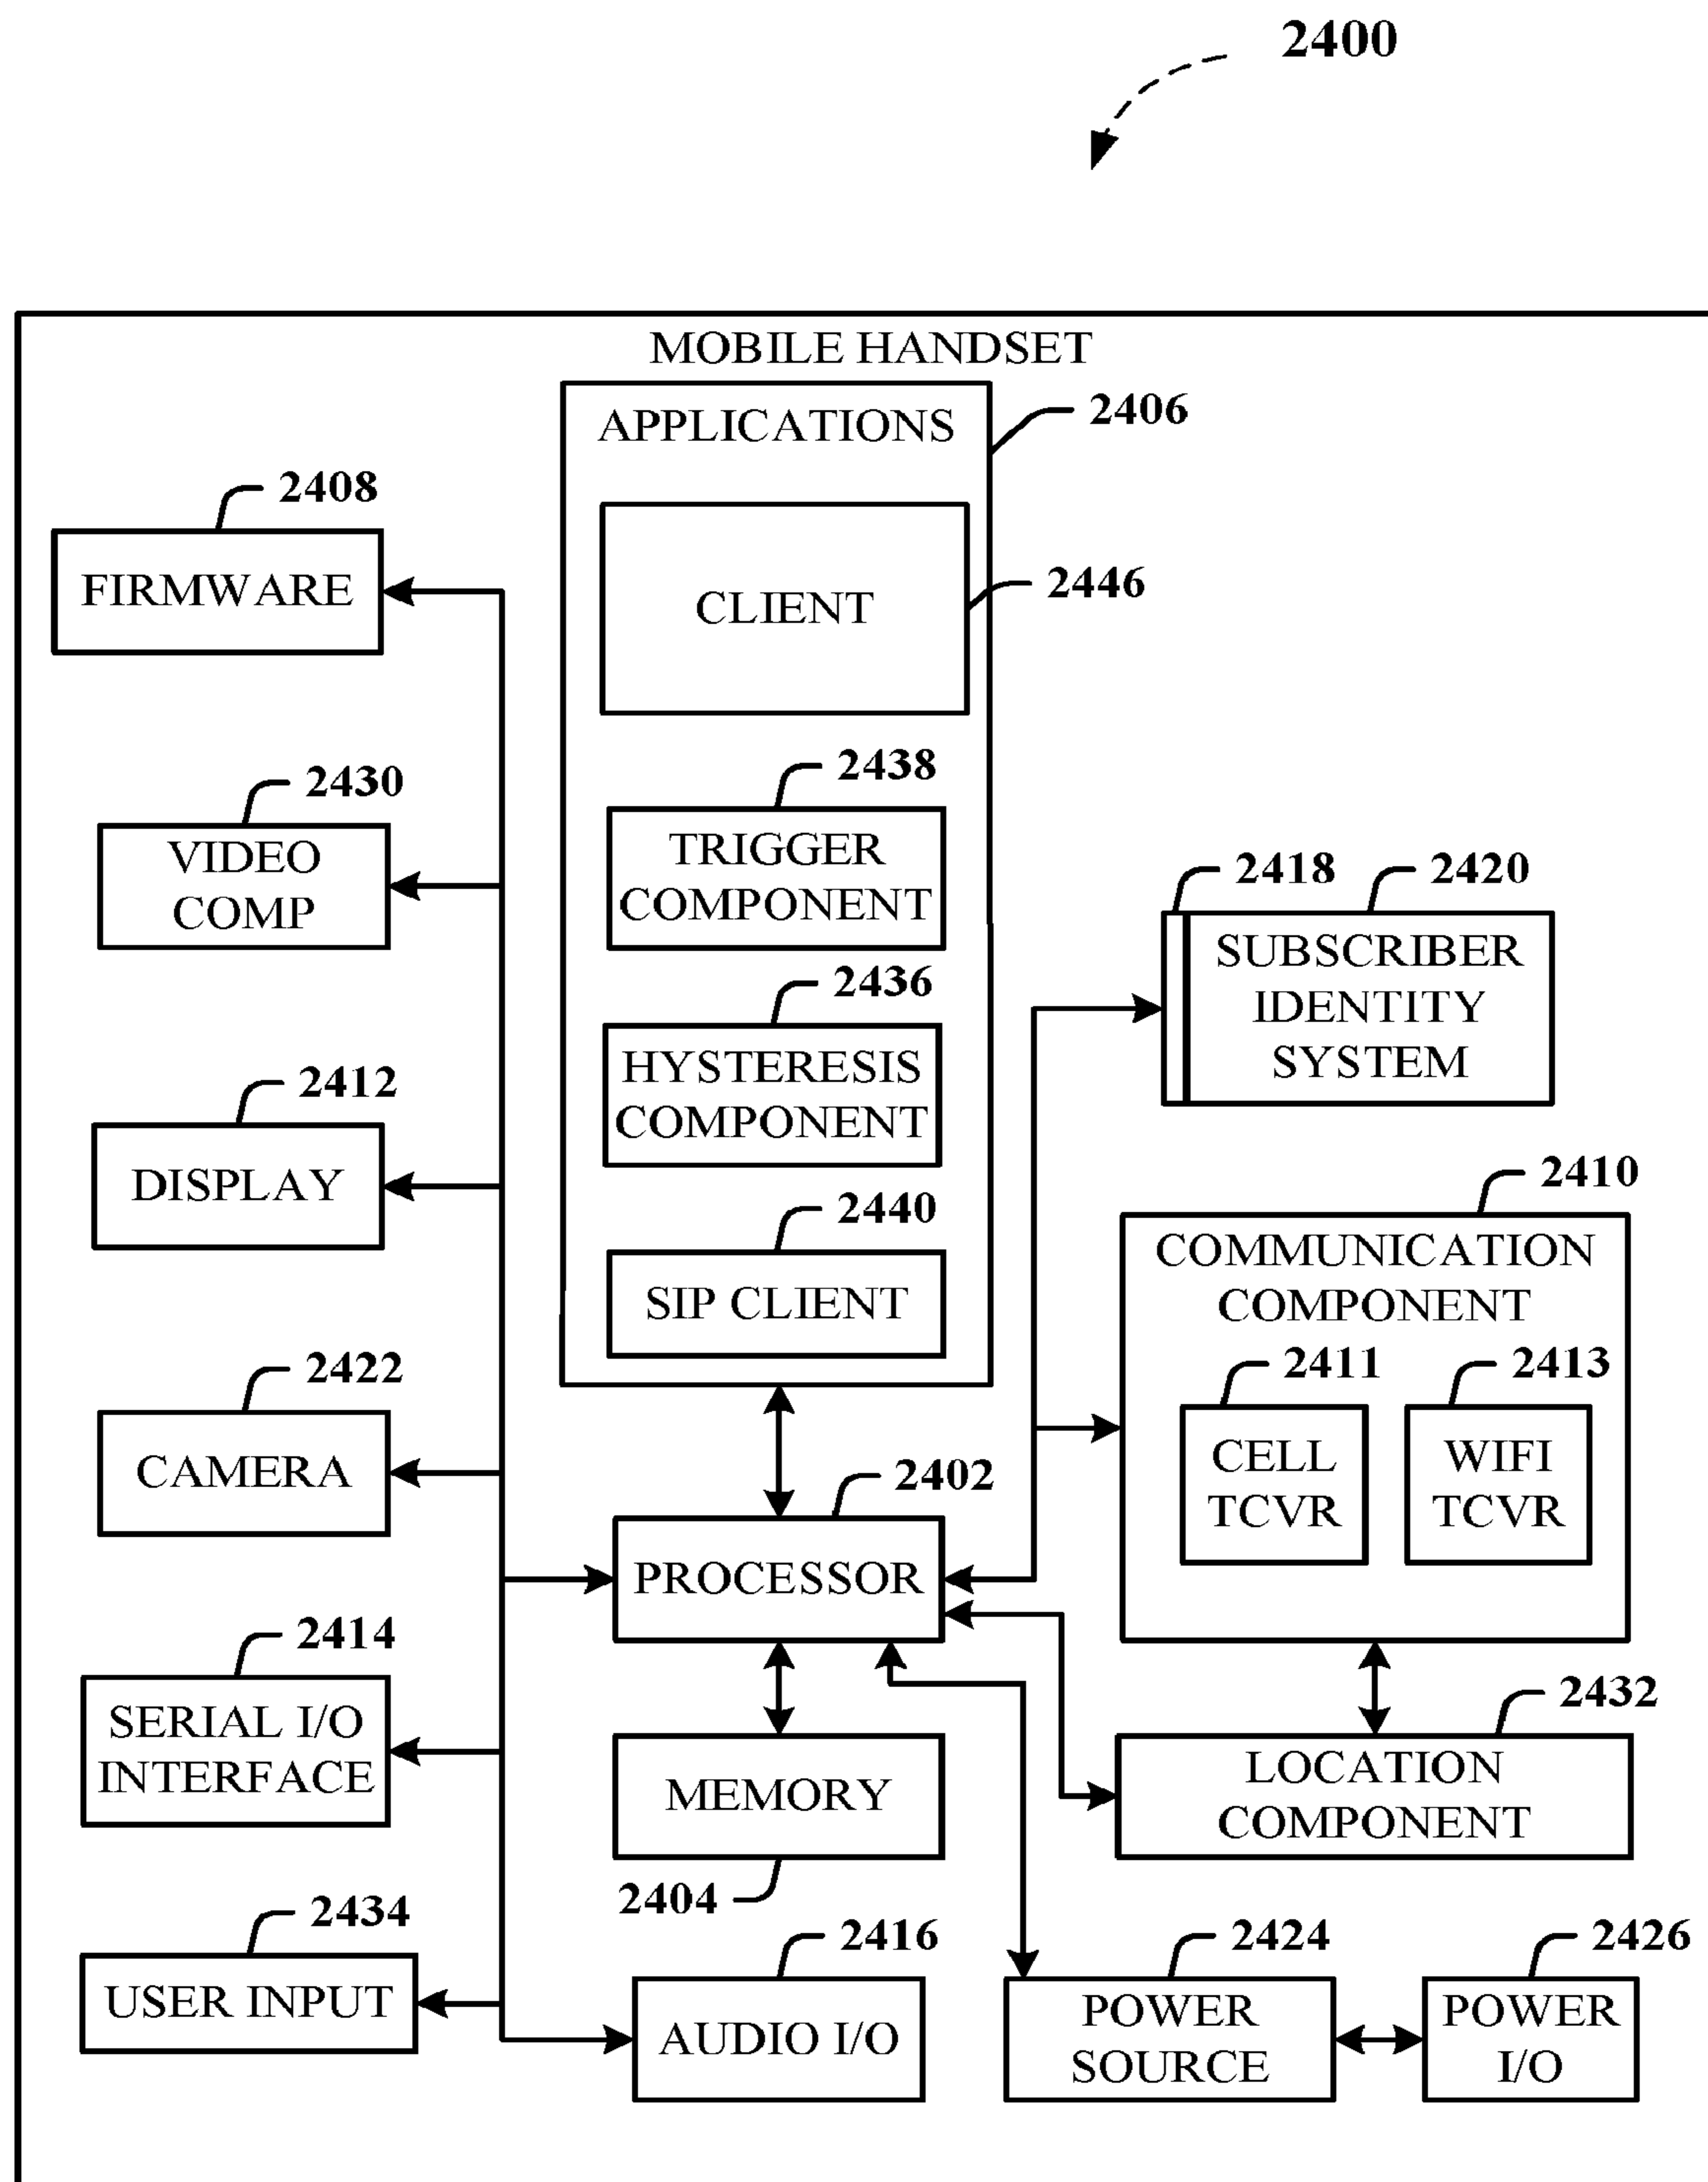 2400
MOBILE HANDSET
APPLICATIONS
2406
2408
FIRMWARE
CLIENT
2446
2430
VIDEO
COMP
2438
TRIGGER
COMPONENT
2418
2420
SUBSCRIBER
IDENTITY
SYSTEM
2436
HYSTERESIS
COMPONENT
2412
DISPLAY
2440
SIP CLIENT
2410
COMMUNICATION
COMPONENT
2411
2413
CELL
TCVR
WIFI
TCVR
2422
CAMERA
2402
PROCESSOR
2414
SERIAL I/O
INTERFACE
MEMORY
2404
2432
LOCATION
COMPONENT
2434
USER INPUT
2416
AUDIO I/O
2424
POWER
SOURCE
2426
POWER
I/O